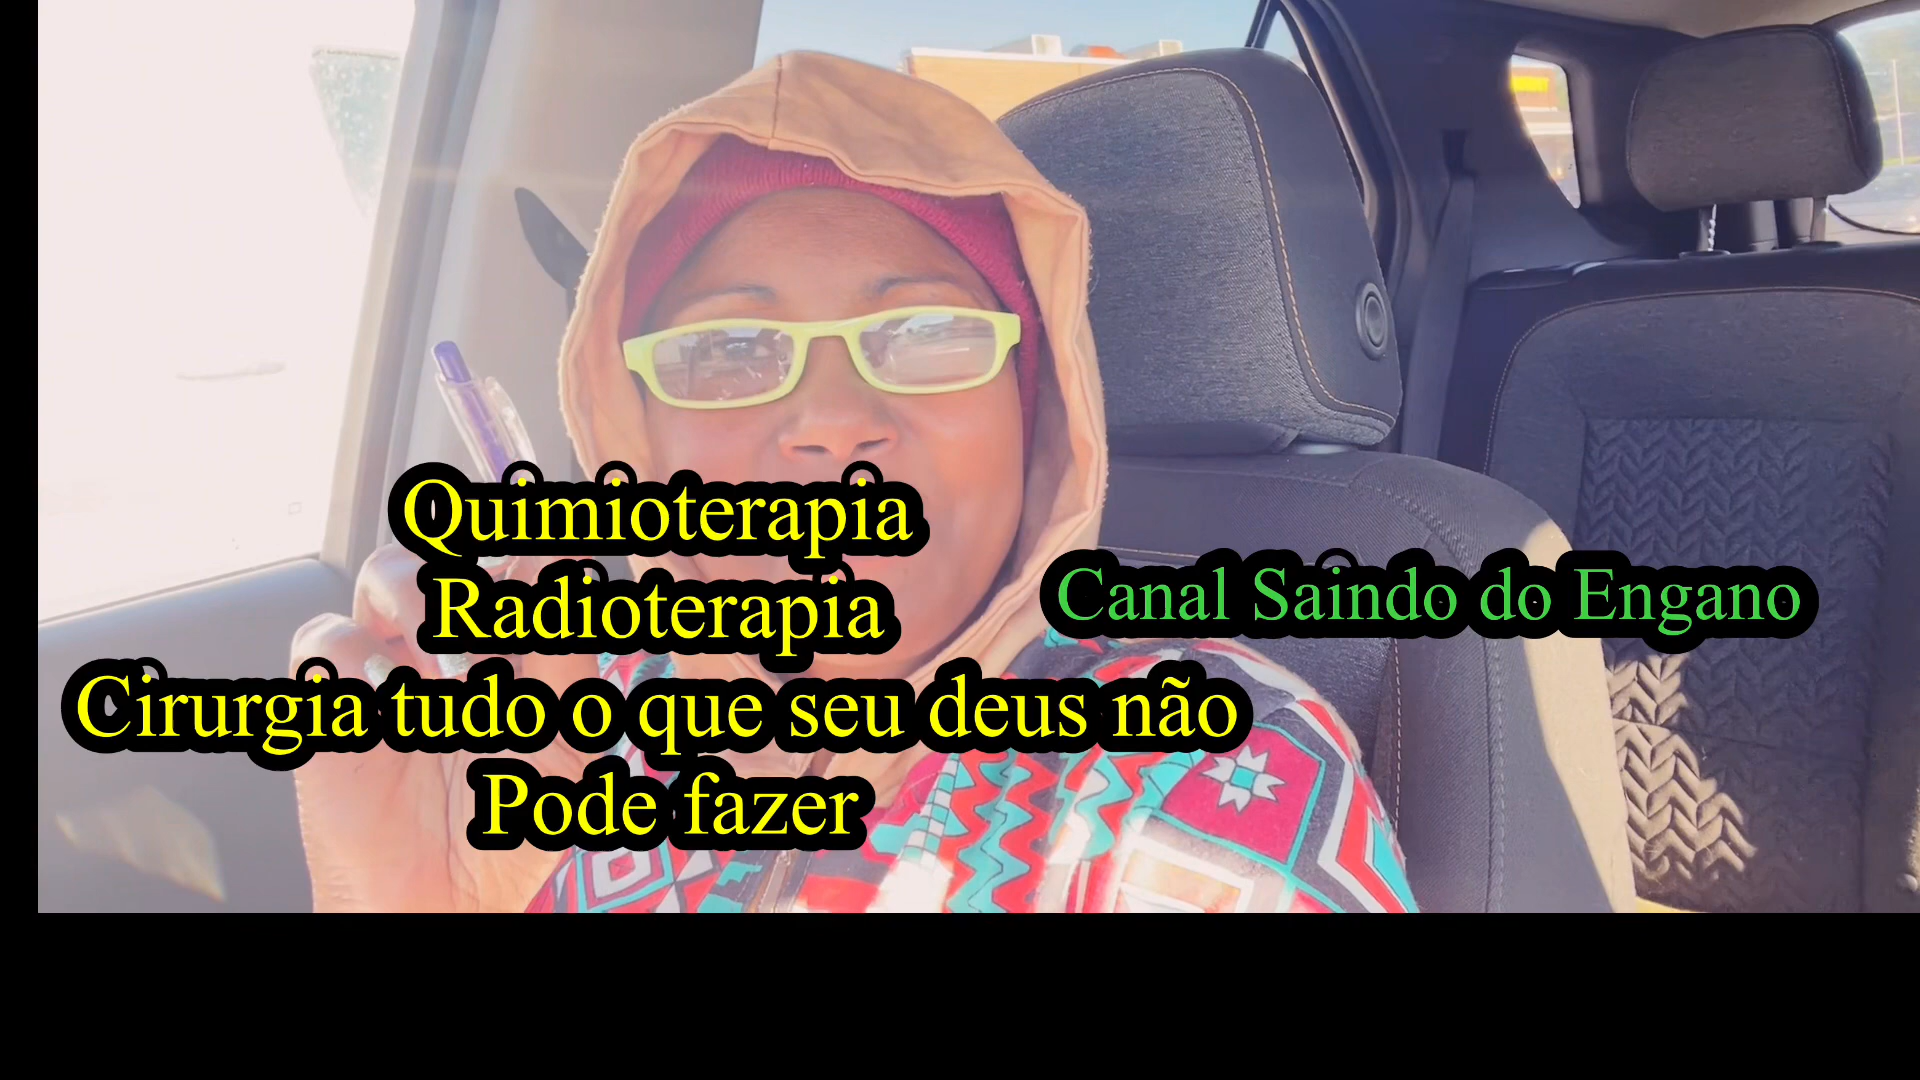 Quimioterapia
Radioterapia
Cirurgia tudo o que seu deus não
Pode fazer
Canal Saindo do Engano